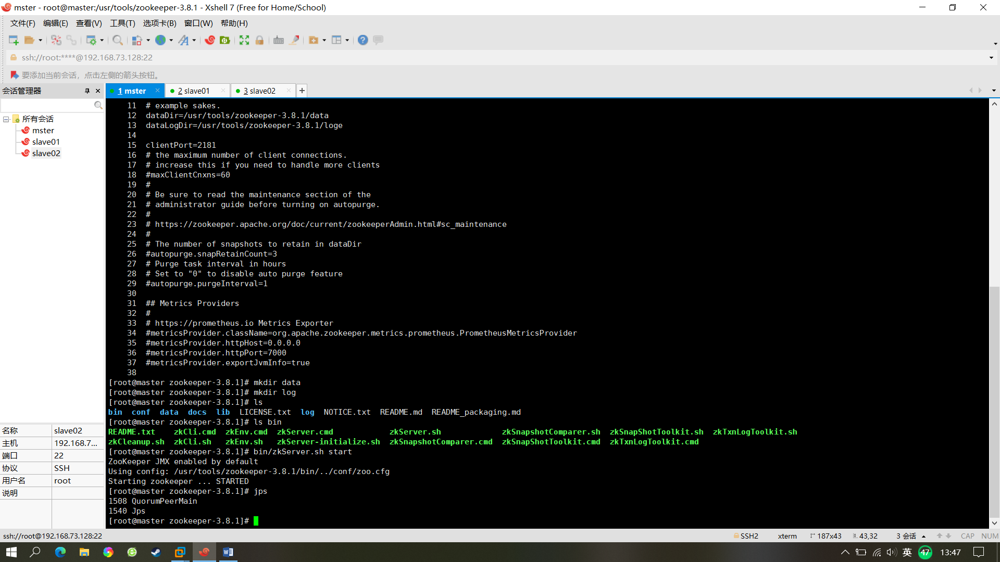 mster - root@master:/usr/tools/zookeeper-3.8.1 - Xshell 7 (Free for Home/School)
文件(F) 编辑(E) 查看(V) 工具(T) 选项卡(B) 窗口(W) 帮助(H)
ssh://root:****@192.168.73.128:22
要添加当前会话，点击左侧的箭头按钮。
会话管理器
1 mster
2 slave01
3 slave02
所有会话
mster
slave01
slave02
11 # example sakes.
12 dataDir=/usr/tools/zookeeper-3.8.1/data
13 dataLogDir=/usr/tools/zookeeper-3.8.1/loge
14
15 clientPort=2181
16 # the maximum number of client connections.
17 # increase this if you need to handle more clients
18 #maxClientCnxns=60
19 #
20 # Be sure to read the maintenance section of the
21 # administrator guide before turning on autopurge.
22 #
23 # https://zookeeper.apache.org/doc/current/zookeeperAdmin.html#sc_maintenance
24 #
25 # The number of snapshots to retain in dataDir
26 #autopurge.snapRetainCount=3
27 # Purge task interval in hours
28 # Set to "0" to disable auto purge feature
29 #autopurge.purgeInterval=1
30
31 ## Metrics Providers
32 #
33 # https://prometheus.io Metrics Exporter
34 #metricsProvider.className=org.apache.zookeeper.metrics.prometheus.PrometheusMetricsProvider
35 #metricsProvider.httpHost=0.0.0.0
36 #metricsProvider.httpPort=7000
37 #metricsProvider.exportJvmInfo=true
38
[root@master zookeeper-3.8.1]# mkdir data
[root@master zookeeper-3.8.1]# mkdir log
[root@master zookeeper-3.8.1]# ls
bin conf data docs lib LICENSE.txt log NOTICE.txt README.md README_packaging.md
[root@master zookeeper-3.8.1]# ls bin
README.txt zkCli.cmd zkEnv.cmd zkServer.cmd zkServer.sh zkSnapshotComparer.sh zkSnapShotToolkit.sh zkTxnLogToolkit.sh
zkCleanup.sh zkCli.sh zkEnv.sh zkServer-initialize.sh zkSnapshotComparer.cmd zkSnapShotToolkit.cmd zkTxnLogToolkit.cmd
[root@master zookeeper-3.8.1]# bin/zkServer.sh start
ZooKeeper JMX enabled by default
Using config: /usr/tools/zookeeper-3.8.1/bin/../conf/zoo.cfg
Starting zookeeper ... STARTED
[root@master zookeeper-3.8.1]# jps
1508 QuorumPeerMain
1540 Jps
[root@master zookeeper-3.8.1]#
名称 slave02
主机 192.168.7...
端口 22
协议 SSH
用户名 root
说明
ssh://root@192.168.73.128:22
SSH2 xterm 187x43 43,32 3 会话 CAP NUM
英 47 13:47